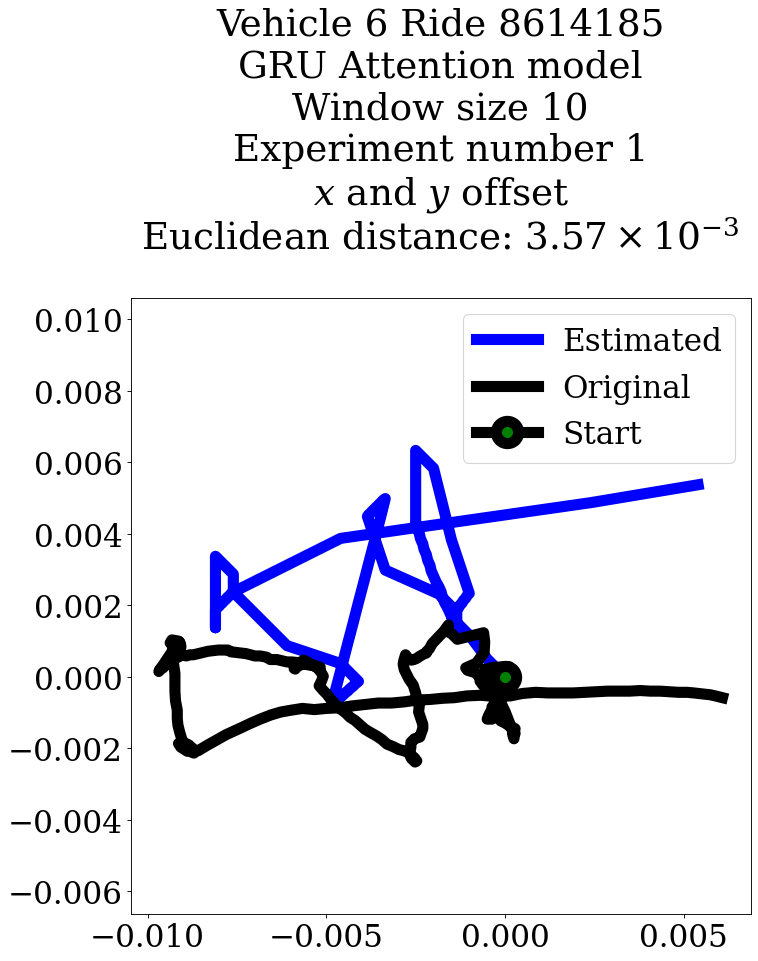 Vehicle 6 Ride 8614185
GRU Attention model
Window size 10
Experiment number 1
x and y offset
Euclidean distance: 3.57 × 10⁻³
Estimated
Original
Start
0.010
0.008
0.006
0.004
0.002
0.000
−0.002
−0.004
−0.006
−0.010 −0.005 0.000 0.005